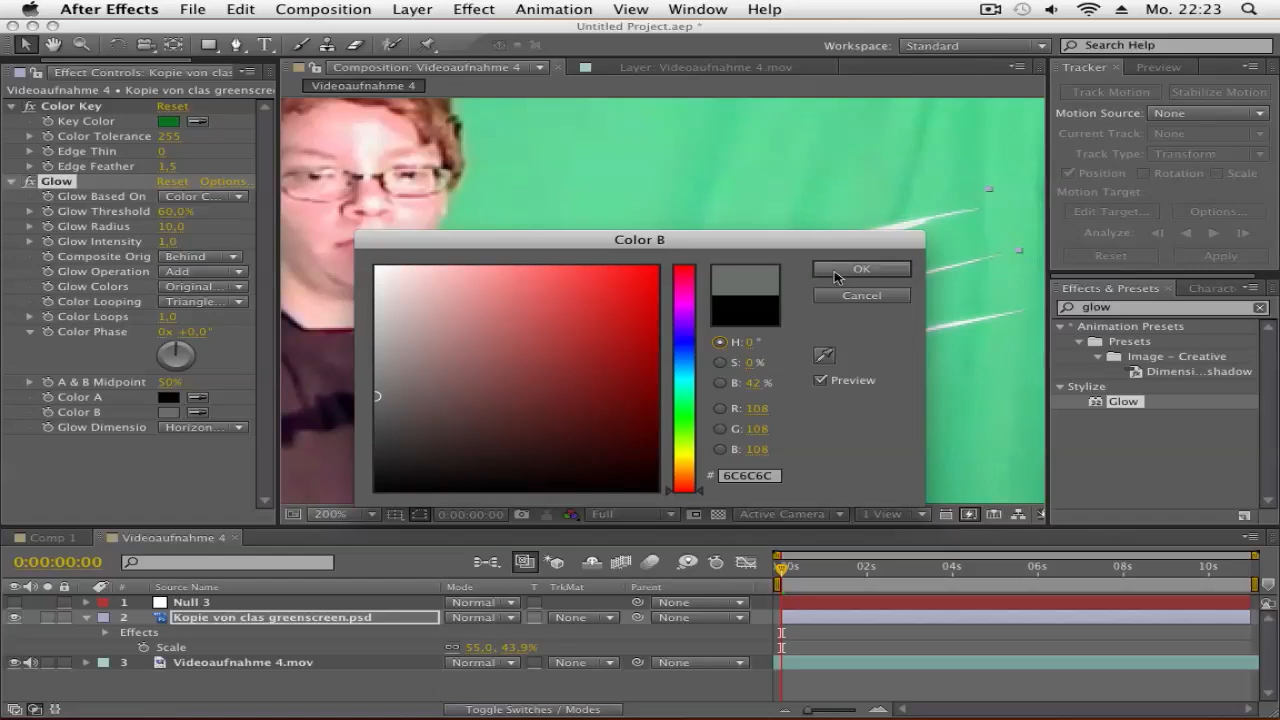 After Effects File Edit Composition Layer Effect Animation View Window Help Mo. 22:23
Untitled Project.aep *
Workspace: Standard Search Help
Effect Controls: Kopie von clas Composition: Videoaufnahme 4 Layer: Videoaufnahme 4.mov Tracker Preview
Videoaufnahme 4 • Kopie von clas greenscreen Videoaufnahme 4 Track Motion Stabilize Motion
fx Color Key Reset
Key Color Motion Source: None
Color Tolerance 255 Current Track: None
Edge Thin 0 Track Type: Transform
Edge Feather 1,5 Position Rotation Scale
fx Glow Reset Options... Motion Target
Glow Based On Color C... Edit Target... Options...
Glow Threshold 60,0%
Glow Radius 10,0 Analyze:
Glow Intensity 1,0 Color B Reset Apply
Composite Orig Behind
Glow Operation Add OK
Glow Colors Original... Cancel Effects & Presets Charact
Color Looping Triangle... glow
Color Loops 1,0 * Animation Presets
Color Phase 0x +0,0° H: 0 ° Presets
S: 0 % Image – Creative
Preview Dimensi...shadow
A & B Midpoint 50% B: 42 % Stylize
Color A R: 108 Glow
Color B G: 108
Glow Dimensio Horizon...
B: 108
# 6C6C6C
200% 0:00:00:00 Full Active Camera 1 View
Comp 1 Videoaufnahme 4
0:00:00:00 00s 02s 04s 06s 08s 10s
# Source Name Mode T TrkMat Parent
1 Null 3 Normal None
2 Kopie von clas greenscreen.psd Normal None None
Effects
Scale 55,0, 43,9%
3 Videoaufnahme 4.mov Normal None None
Toggle Switches / Modes